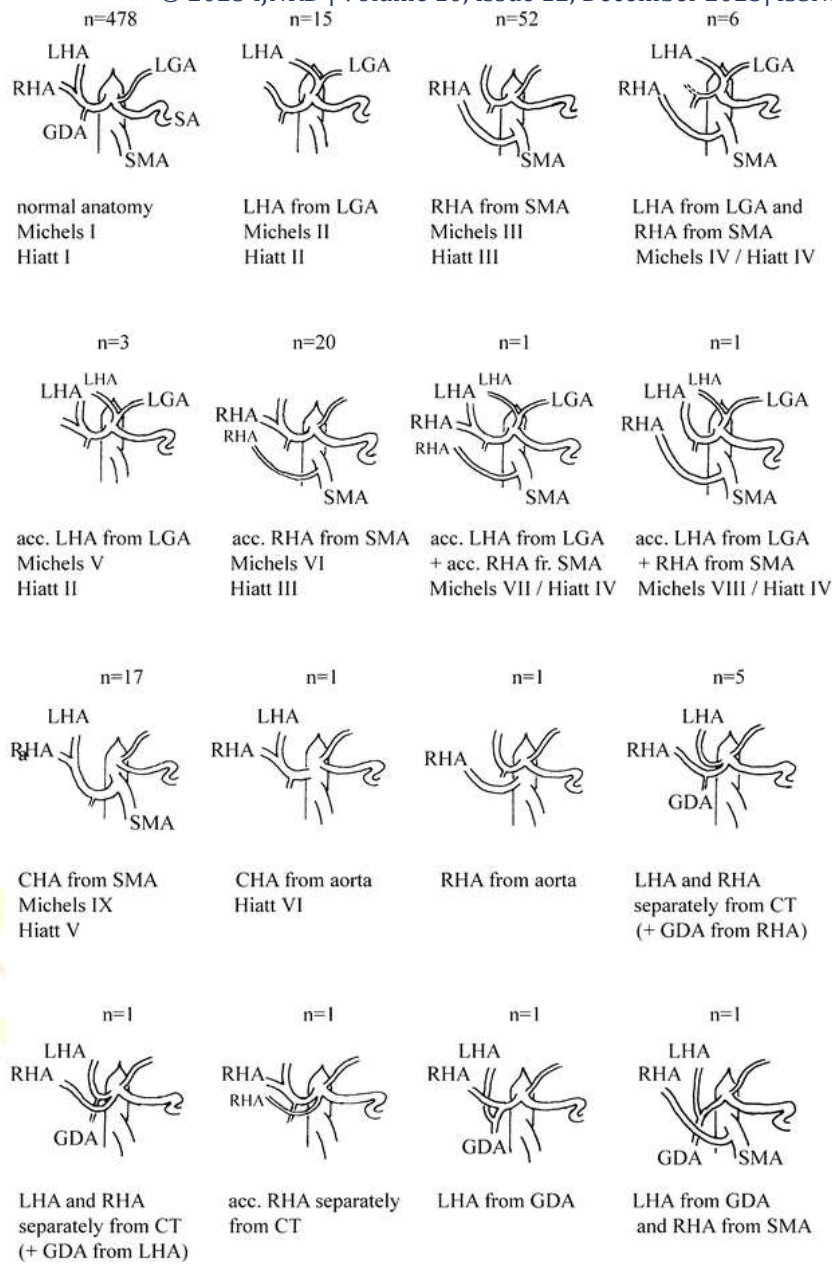 n=478
n=15
n=52
n=6
LHA
LGA
RHA
SA
GDA
SMA
LGA
SMA
LHA
LGA
RHA
SMA
normal anatomy
Michels I
Hiatt I
LHA from LGA
Michels II
Hiatt II
RHA from SMA
Michels III
Hiatt III
LHA from LGA and
RHA from SMA
Michels IV / Hiatt IV
n=3
n=20
n=1
n=1
LHA
LHA
LGA
RHA
RHA
SMA
LHA
LHA
LGA
RHA
RHA
SMA
LHA
LHA
LGA
RHA
SMA
acc. LHA from LGA
Michels V
Hiatt II
acc. RHA from SMA
Michels VI
Hiatt III
acc. LHA from LGA
+ acc. RHA fr. SMA
Michels VII / Hiatt IV
acc. LHA from LGA
+ RHA from SMA
Michels VIII / Hiatt IV
n=17
n=1
n=1
n=5
LHA
RHA
a
SMA
LHA
RHA
RHA
LHA
RHA
GDA
CHA from SMA
Michels IX
Hiatt V
CHA from aorta
Hiatt VI
RHA from aorta
LHA and RHA
separately from CT
(+ GDA from RHA)
n=1
n=1
n=1
n=1
LHA
RHA
GDA
RHA
RHA
LHA
RHA
GDA
LHA
RHA
GDA
SMA
LHA and RHA
separately from CT
(+ GDA from LHA)
acc. RHA separately
from CT
LHA from GDA
LHA from GDA
and RHA from SMA